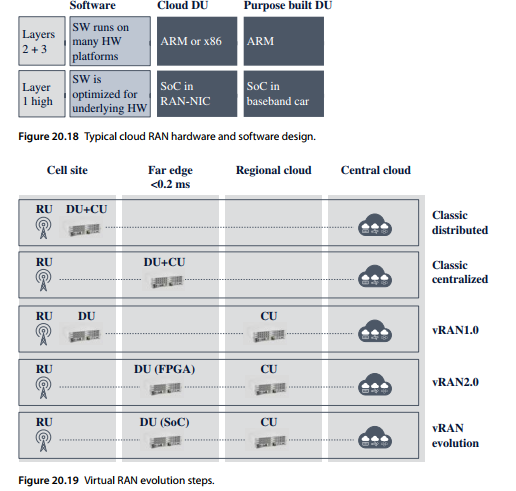 Software Cloud DU Purpose built DU
Layers
2 + 3
SW runs on
many HW
platforms
ARM or x86
ARM
Layer
1 high
SW is
optimized for
underlying HW
SoC in
RAN-NIC
SoC in
baseband car
Figure 20.18 Typical cloud RAN hardware and software design.
Cell site
Far edge
<0.2 ms
Regional cloud
Central cloud
RU DU+CU
Classic
distributed
RU DU+CU
Classic
centralized
RU DU CU
vRAN1.0
RU DU (FPGA) CU
vRAN2.0
RU DU (SoC) CU
vRAN
evolution
Figure 20.19 Virtual RAN evolution steps.